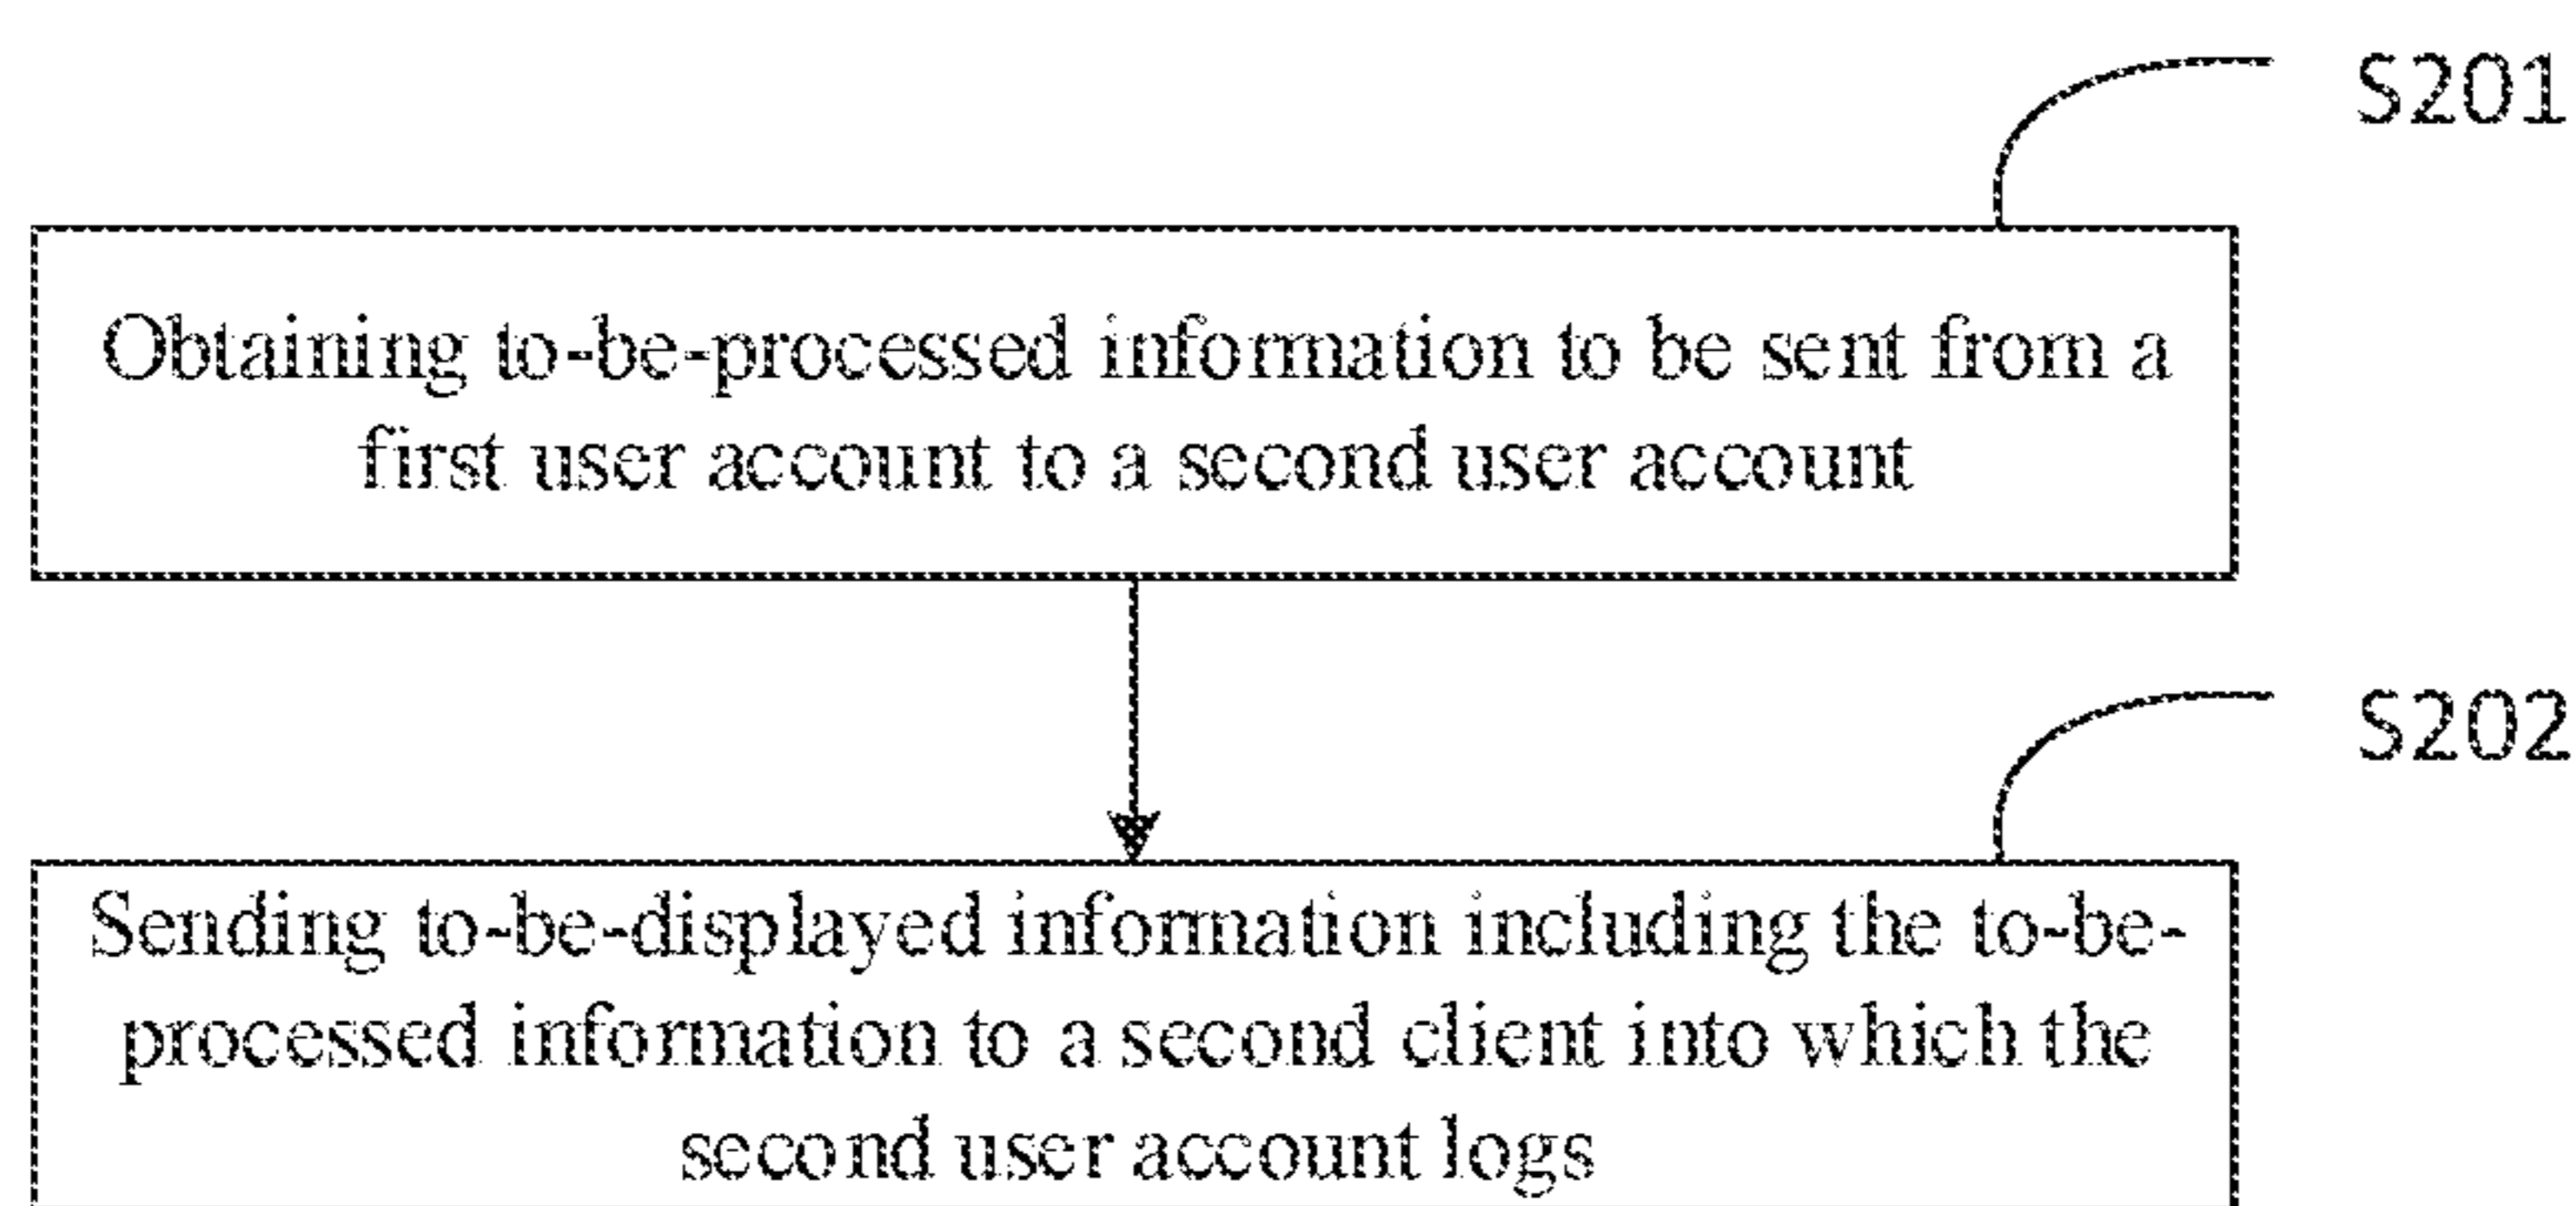 S201
Obtaining to-be-processed information to be sent from a
first user account to a second user account
S202
Sending to-be-displayed information including the to-be-
processed information to a second client into which the
second user account logs